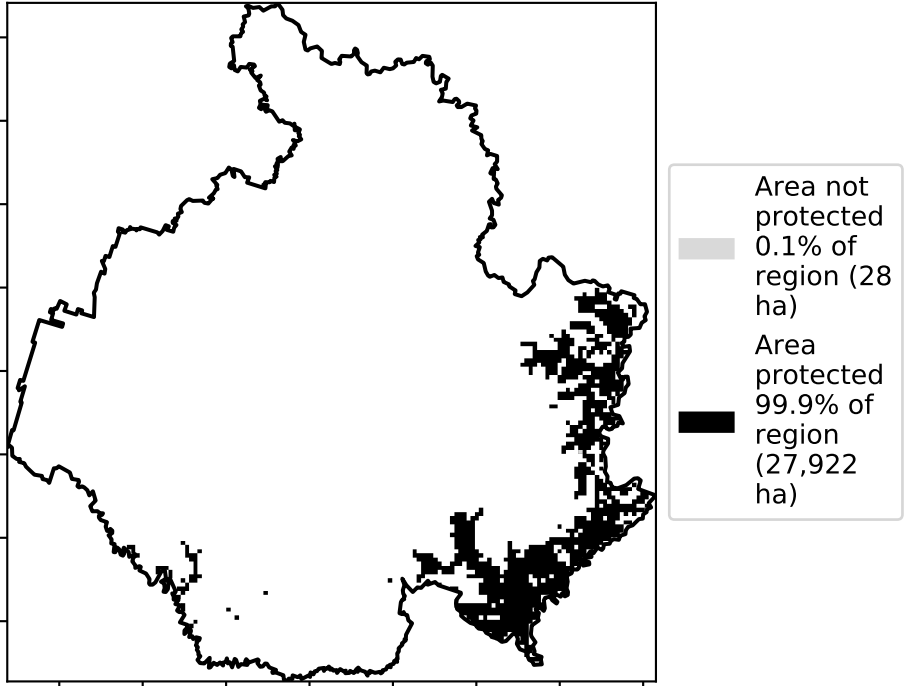 Area not
protected
0.1% of
region (28
ha)
Area
protected
99.9% of
region
(27,922
ha)